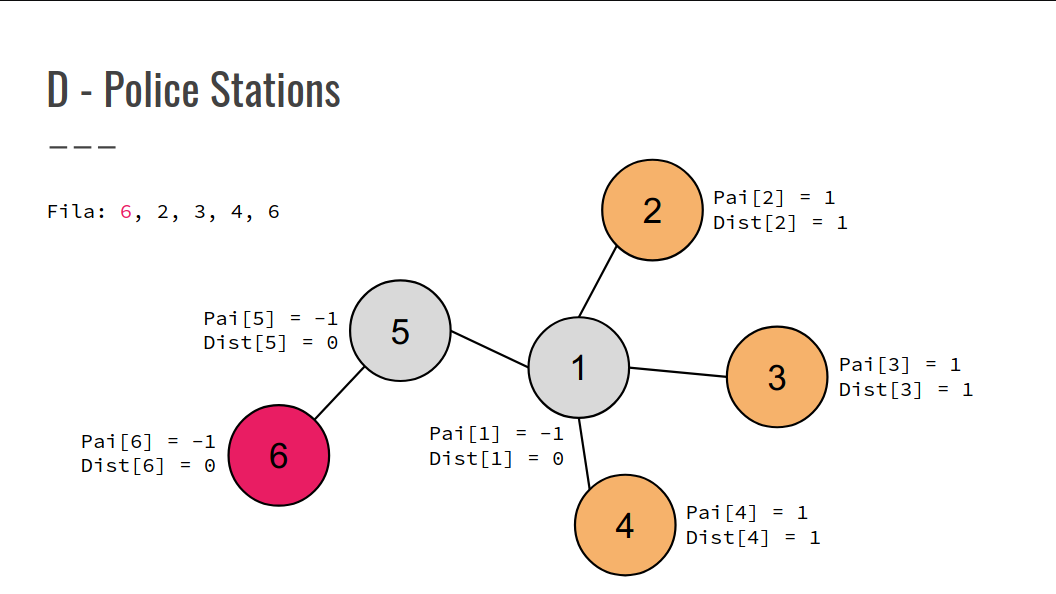 D - Police Stations
Fila: 6, 2, 3, 4, 6
2
Pai[2] = 1
Dist[2] = 1
Pai[5] = -1
Dist[5] = 0
5
1
3
Pai[3] = 1
Dist[3] = 1
Pai[6] = -1
Dist[6] = 0
6
Pai[1] = -1
Dist[1] = 0
4
Pai[4] = 1
Dist[4] = 1